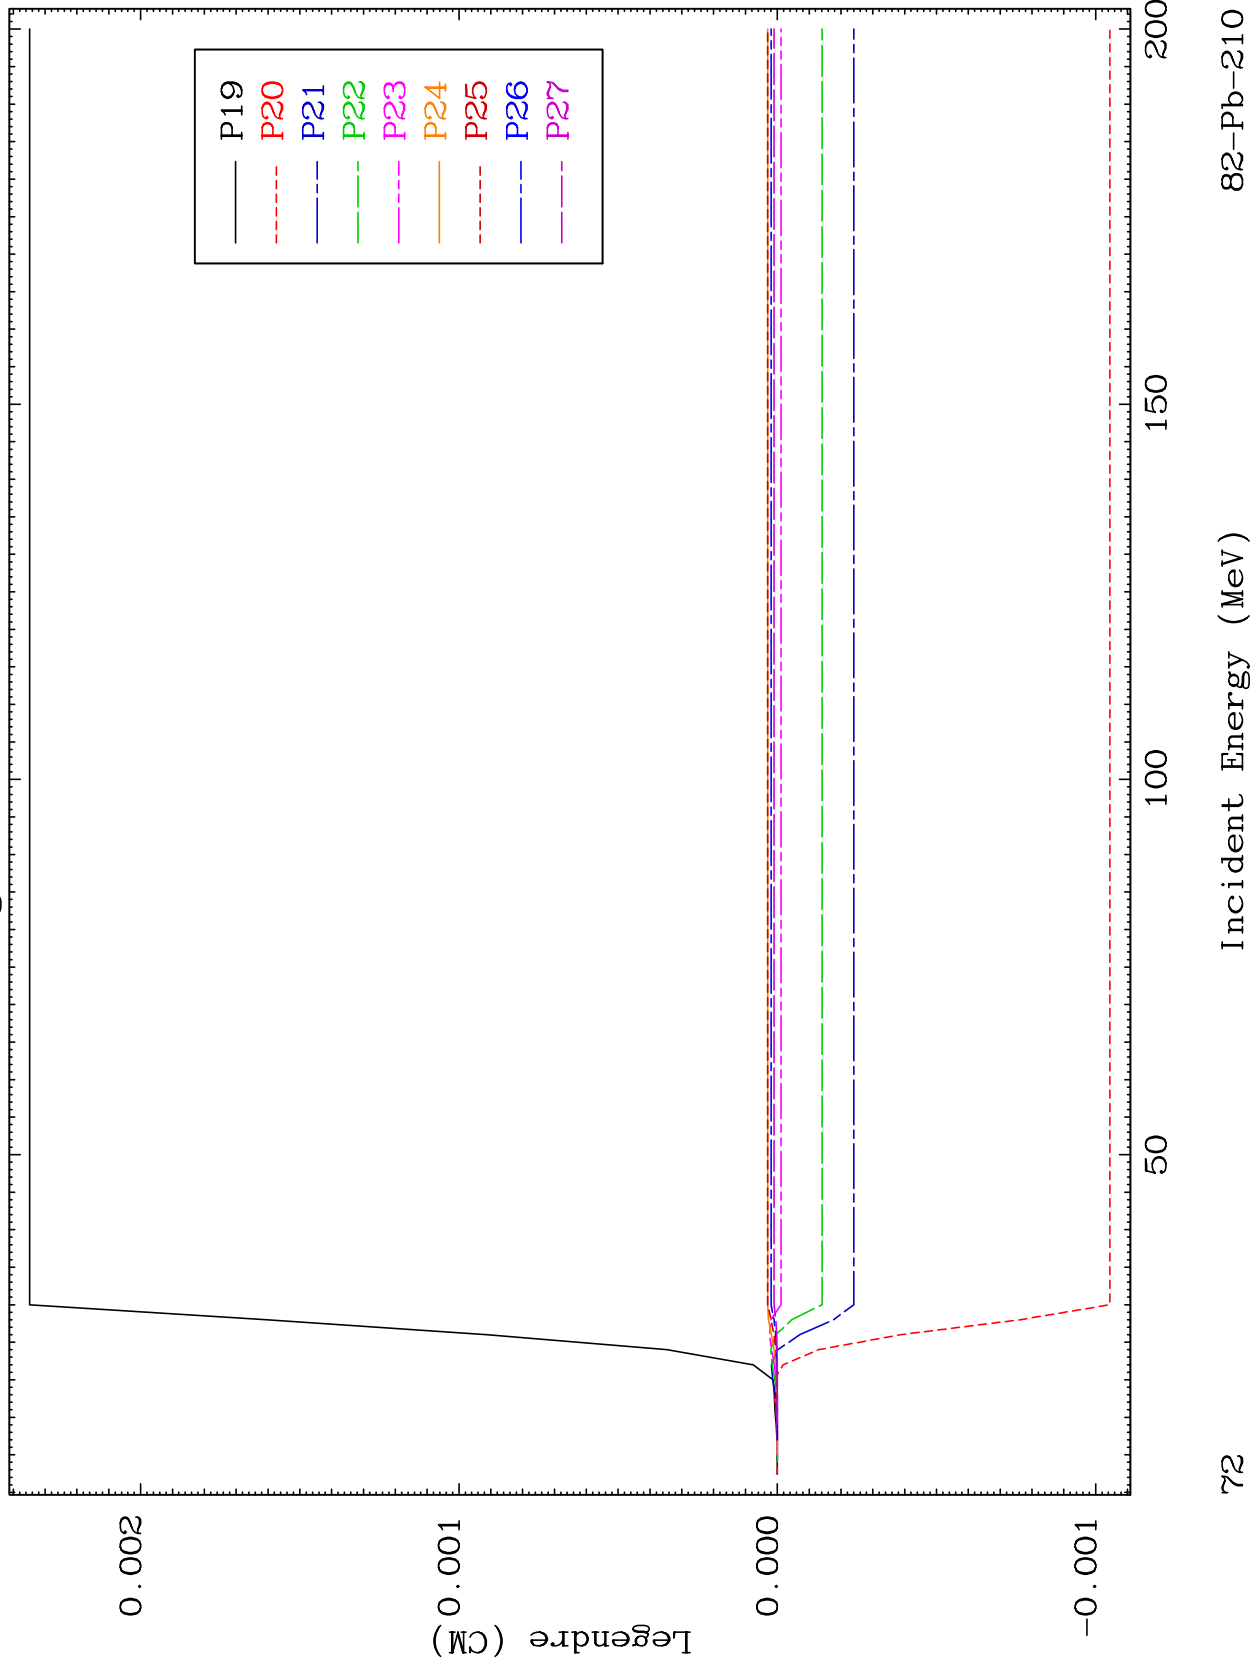 P19
P20
P21
P22
P23
P24
P25
P26
P27
0.002
0.001
0.000
-0.001
Legendre (CM)
50
100
150
200
Incident Energy (MeV)
72
82-Pb-210